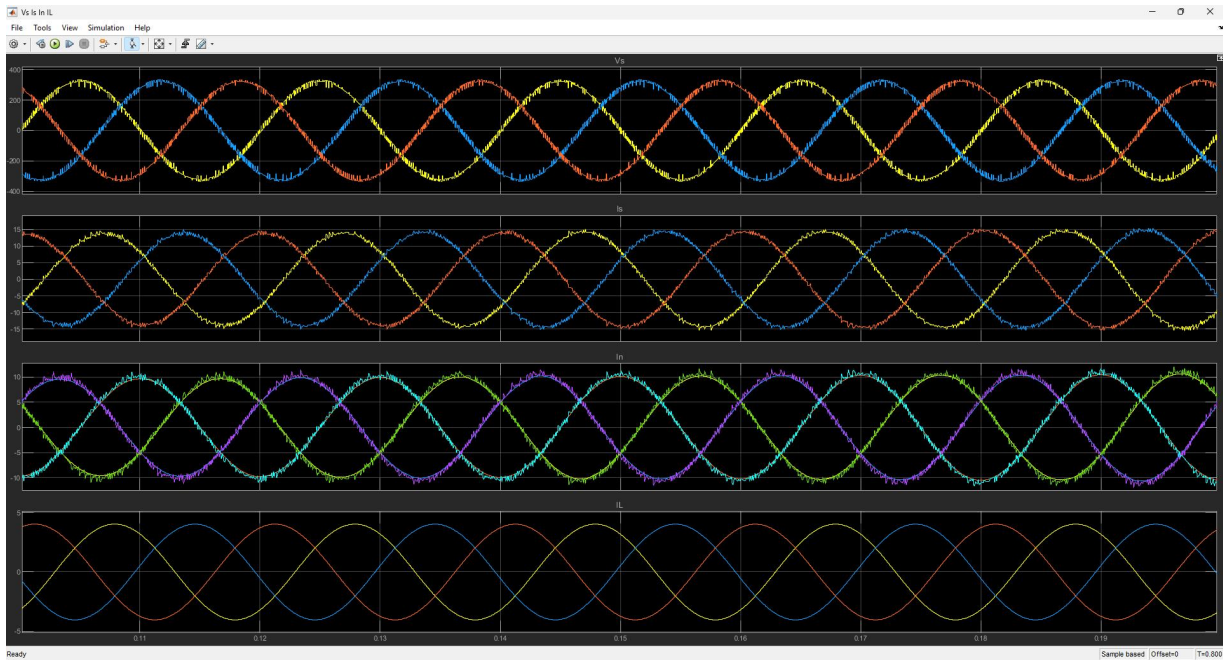 Vs Is In IL
File Tools View Simulation Help
Vs
400
200
0
-200
-400
Is
15
10
5
0
-5
-10
-15
In
10
5
0
-5
-10
IL
5
0
-5
0.11 0.12 0.13 0.14 0.15 0.16 0.17 0.18 0.19
Ready
Sample based Offset=0 T=0.800